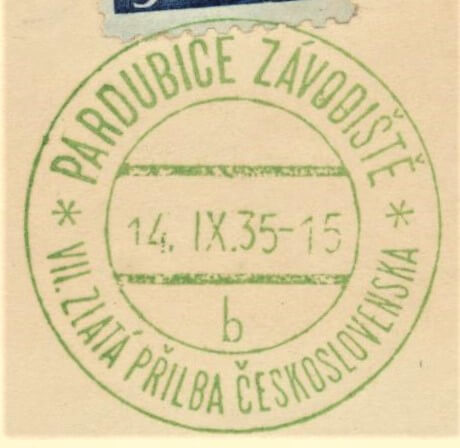 PARDUBICE ZÁVODIŠTĚ
14. IX.35-15
b
* VII. ZLATÁ PŘILBA ČESKOSLOVENSKA *